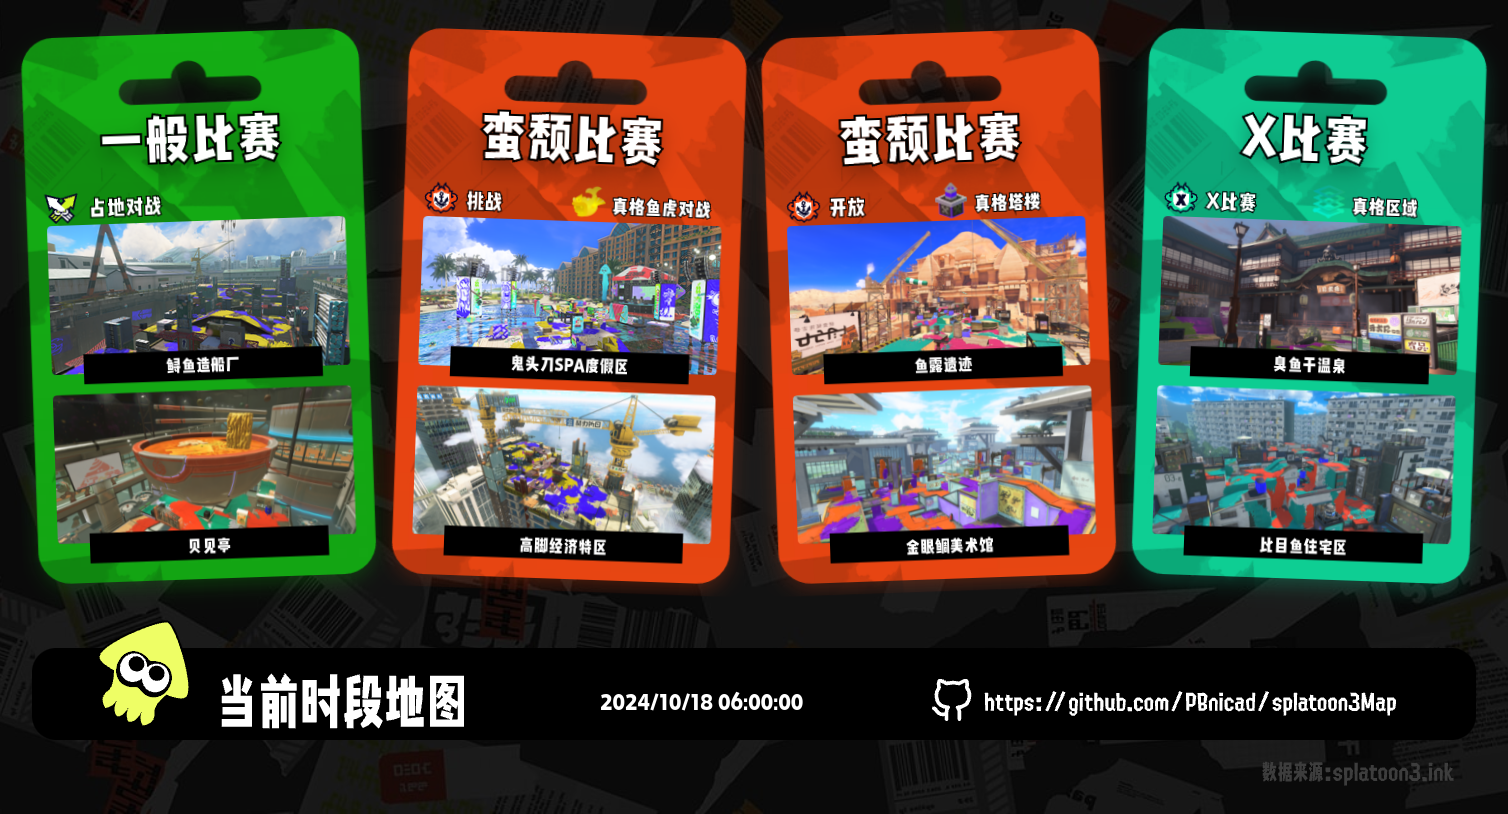 一般比赛
占地对战
鲟鱼造船厂
贝见亭
蛮颓比赛
挑战
真格鱼虎对战
鬼头刀SPA度假区
高脚经济特区
蛮颓比赛
开放
真格塔楼
鱼露遗迹
金眼鲷美术馆
X比赛
X比赛
真格区域
臭鱼干温泉
比目鱼住宅区
当前时段地图
2024/10/18 06:00:00
https://github.com/PBnicad/splatoon3Map
数据来源:splatoon3.ink